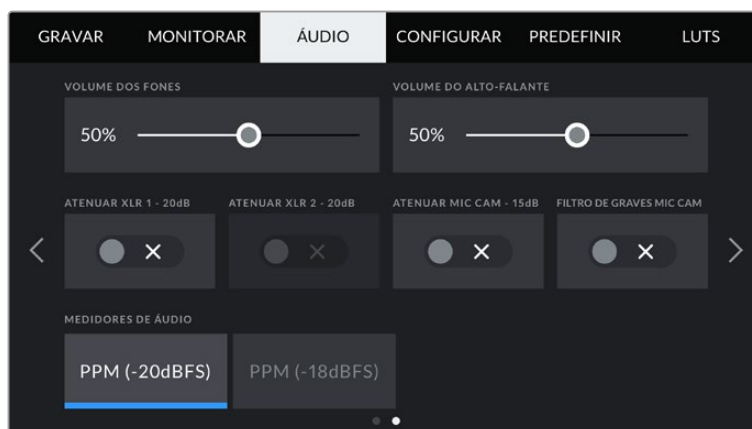 GRAVAR MONITORAR ÁUDIO CONFIGURAR PREDEFINIR LUTS
VOLUME DOS FONES VOLUME DO ALTO-FALANTE
50% 50%
ATENUAR XLR 1 - 20dB ATENUAR XLR 2 - 20dB ATENUAR MIC CAM - 15dB FILTRO DE GRAVES MIC CAM
MEDIDORES DE ÁUDIO
PPM (-20dBFS) PPM (-18dBFS)